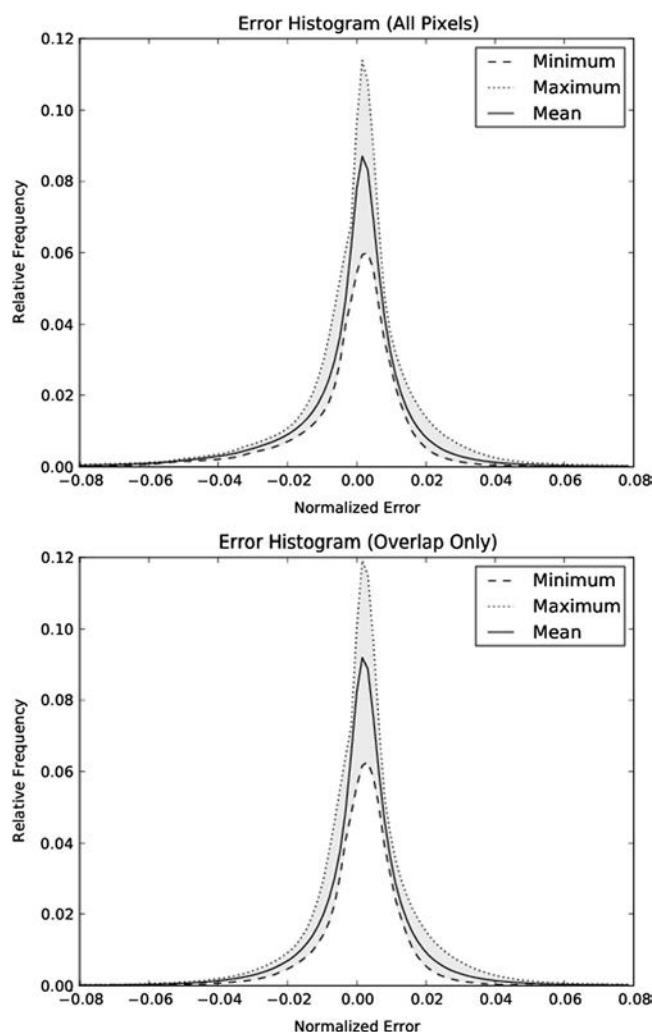 Error Histogram (All Pixels)
0.12
0.10
0.08
0.06
0.04
0.02
0.00
Relative Frequency
Minimum
Maximum
Mean
−0.08 −0.06 −0.04 −0.02 0.00 0.02 0.04 0.06 0.08
Normalized Error
Error Histogram (Overlap Only)
0.12
0.10
0.08
0.06
0.04
0.02
0.00
Relative Frequency
Minimum
Maximum
Mean
−0.08 −0.06 −0.04 −0.02 0.00 0.02 0.04 0.06 0.08
Normalized Error